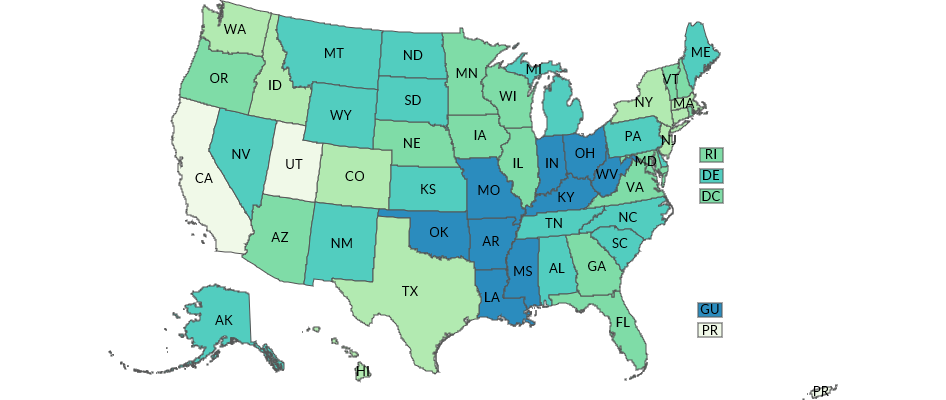 WA
MT
ND
MN
ME
OR
ID
WY
SD
WI
MI
VT
NY
MA
NV
UT
CO
NE
IA
IL
IN
OH
PA
NJ
CA
KS
MO
KY
WV
MD
VA
RI
DE
DC
AZ
NM
OK
AR
TN
NC
SC
TX
LA
MS
AL
GA
FL
AK
HI
GU
PR
PR